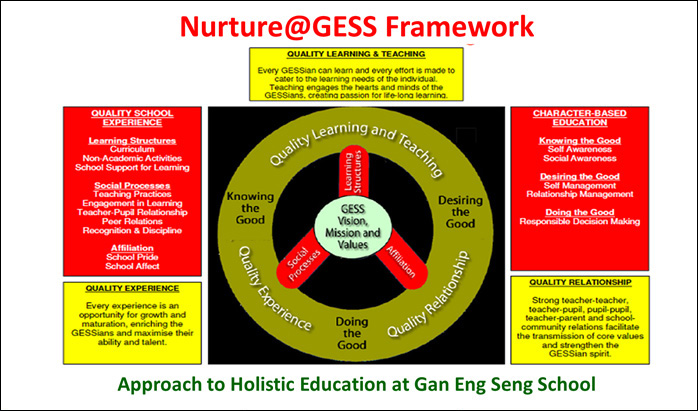 Nurture@GESS Framework
QUALITY LEARNING & TEACHING
Every GESSian can learn and every effort is made to
cater to the learning needs of the individual.
Teaching engages the hearts and minds of the
GESSians, creating passion for life-long learning.
QUALITY SCHOOL
EXPERIENCE
Learning Structures
Curriculum
Non-Academic Activities
School Support for Learning
Social Processes
Teaching Practices
Engagement in Learning
Teacher-Pupil Relationship
Peer Relations
Recognition & Discipline
Affiliation
School Pride
School Affect
QUALITY EXPERIENCE
Every experience is an
opportunity for growth and
maturation, enriching the
GESSians and maximise their
ability and talent.
Quality Learning and Teaching
Learning
Structures
Knowing
the
Good
GESS
Vision,
Mission and
Values
Desiring
the
Good
Social
Processes
Affiliation
Quality Experience
Doing
the
Good
Quality Relationship
CHARACTER-BASED
EDUCATION
Knowing the Good
Self Awareness
Social Awareness
Desiring the Good
Self Management
Relationship Management
Doing the Good
Responsible Decision Making
QUALITY RELATIONSHIP
Strong teacher-teacher,
teacher-pupil, pupil-pupil,
teacher-parent and school-
community relations facilitate
the transmission of core values
and strengthen the
GESSian spirit.
Approach to Holistic Education at Gan Eng Seng School